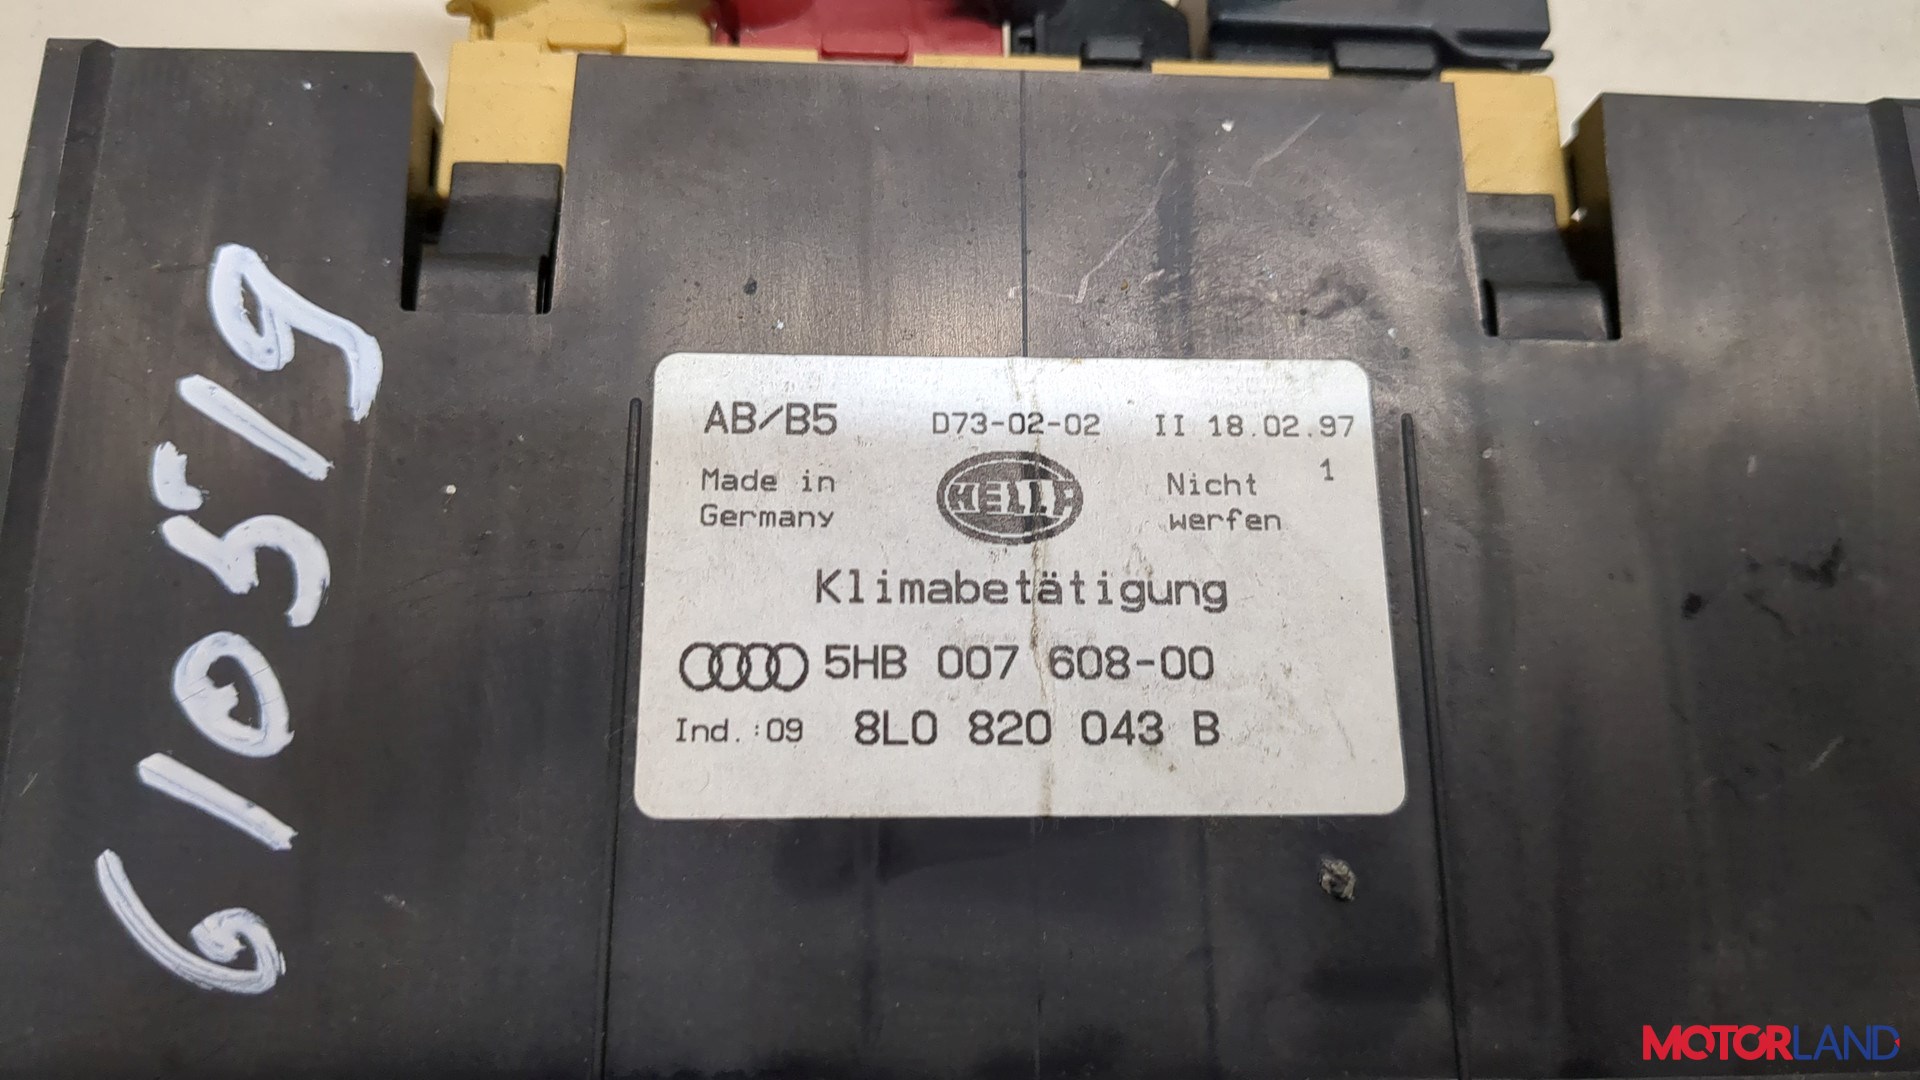 610519
AB/B5 D73-02-02 II 18.02.97
1
Made in Germany
HELLA
Nicht werfen
Klimabetätigung
5HB 007 608-00
Ind.:09 8L0 820 043 B
MOTORLAND